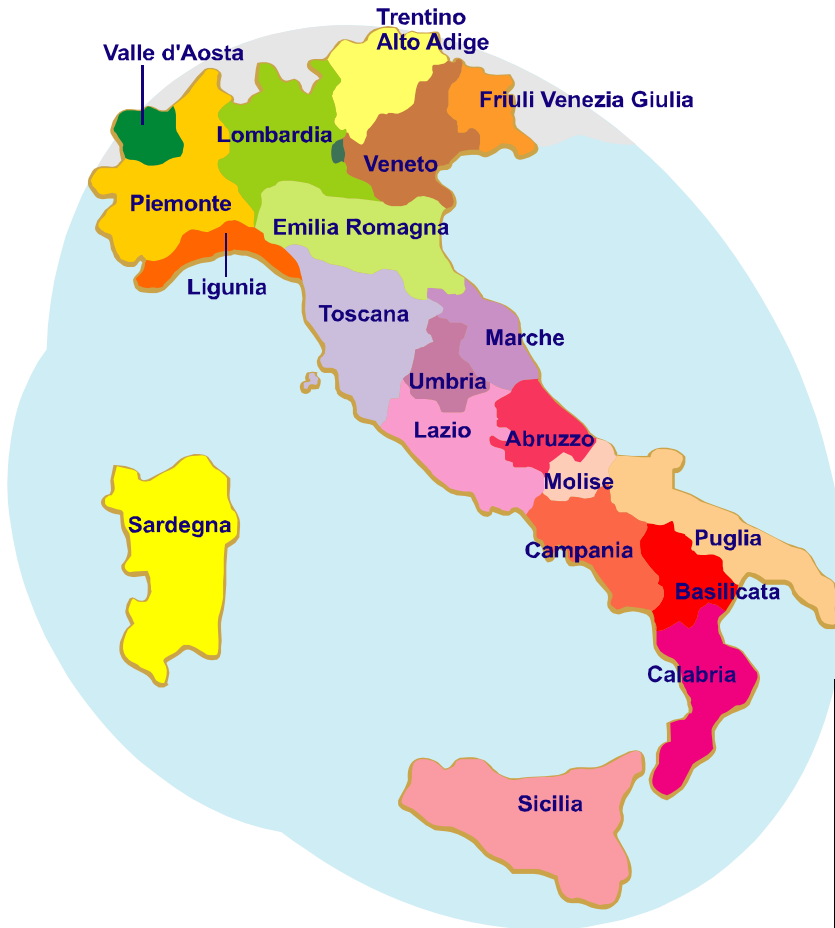 Trentino
Alto Adige
Valle d'Aosta
Friuli Venezia Giulia
Lombardia
Veneto
Piemonte
Emilia Romagna
Ligunia
Toscana
Marche
Umbria
Lazio
Abruzzo
Molise
Sardegna
Puglia
Campania
Basilicata
Calabria
Sicilia